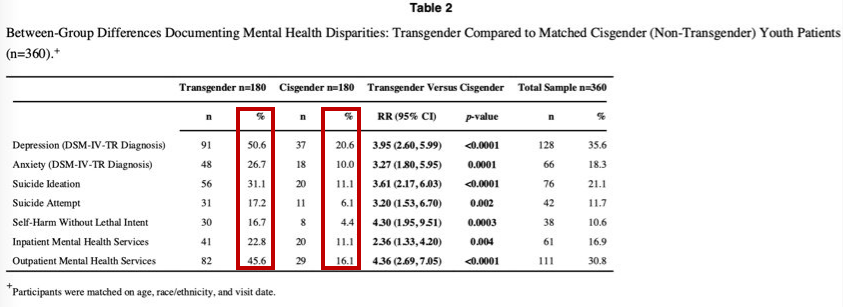 Table 2
Between-Group Differences Documenting Mental Health Disparities: Transgender Compared to Matched Cisgender (Non-Transgender) Youth Patients
(n=360).+
Transgender n=180 Cisgender n=180 Transgender Versus Cisgender Total Sample n=360
n % n % RR (95% CI) p-value n %
Depression (DSM-IV-TR Diagnosis) 91 50.6 37 20.6 3.95 (2.60, 5.99) <0.0001 128 35.6
Anxiety (DSM-IV-TR Diagnosis) 48 26.7 18 10.0 3.27 (1.80, 5.95) 0.0001 66 18.3
Suicide Ideation 56 31.1 20 11.1 3.61 (2.17, 6.03) <0.0001 76 21.1
Suicide Attempt 31 17.2 11 6.1 3.20 (1.53, 6.70) 0.002 42 11.7
Self-Harm Without Lethal Intent 30 16.7 8 4.4 4.30 (1.95, 9.51) 0.0003 38 10.6
Inpatient Mental Health Services 41 22.8 20 11.1 2.36 (1.33, 4.20) 0.004 61 16.9
Outpatient Mental Health Services 82 45.6 29 16.1 4.36 (2.69, 7.05) <0.0001 111 30.8
+Participants were matched on age, race/ethnicity, and visit date.